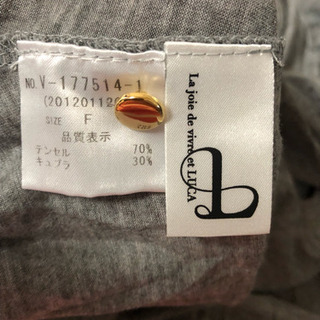 NO. V-177514-1
SIZE F
品質表示
テンセル 70%
キュプラ 30%
La joie de vivre et LUCA